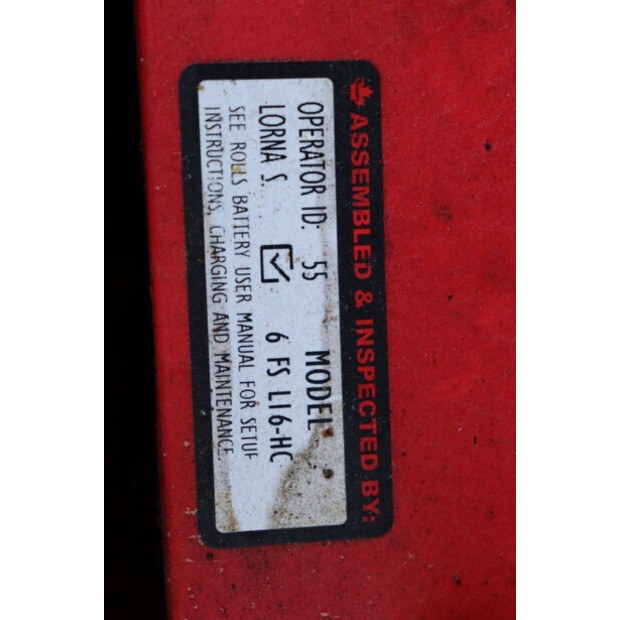 ASSEMBLED & INSPECTED BY:
OPERATOR ID: 55 MODEL
LORNA S. 6 FS L16-HC
SEE ROLLS BATTERY USER MANUAL FOR SETUP
INSTRUCTIONS, CHARGING AND MAINTENANCE.